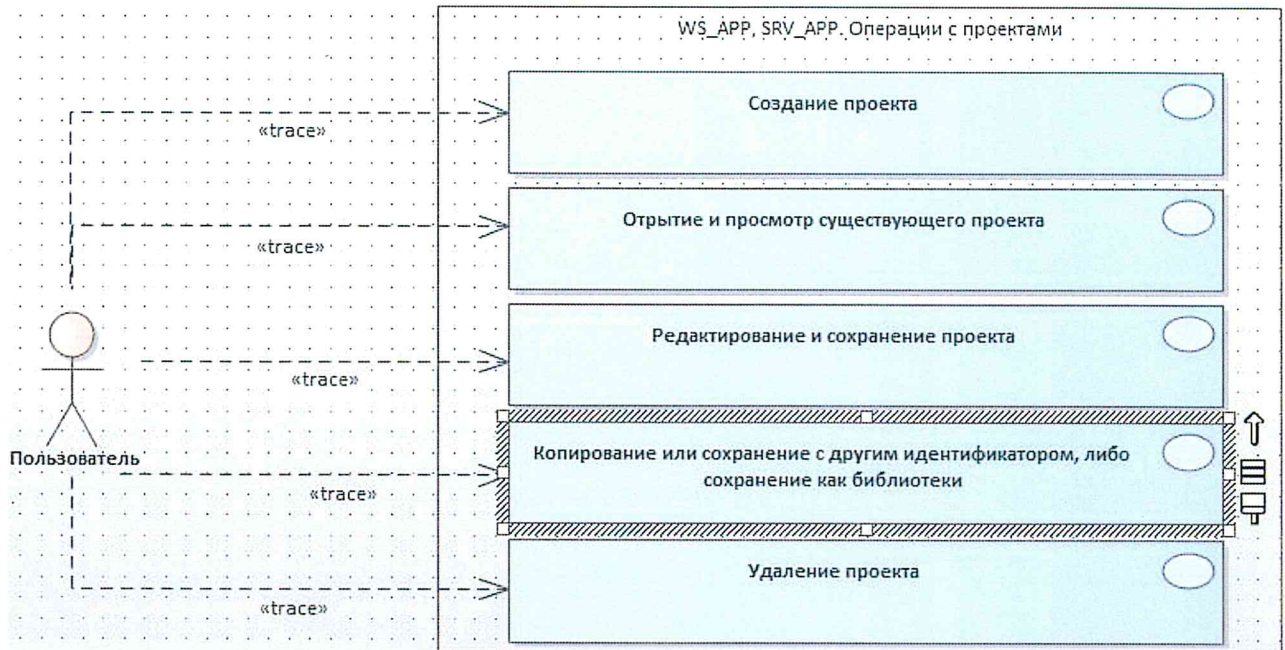 WS_APP, SRV_APP. Операции с проектами
Создание проекта
«trace»
Отрытие и просмотр существующего проекта
«trace»
Редактирование и сохранение проекта
«trace»
Пользователь
Копирование или сохранение с другим идентификатором, либо
сохранение как библиотеки
«trace»
Удаление проекта
«trace»